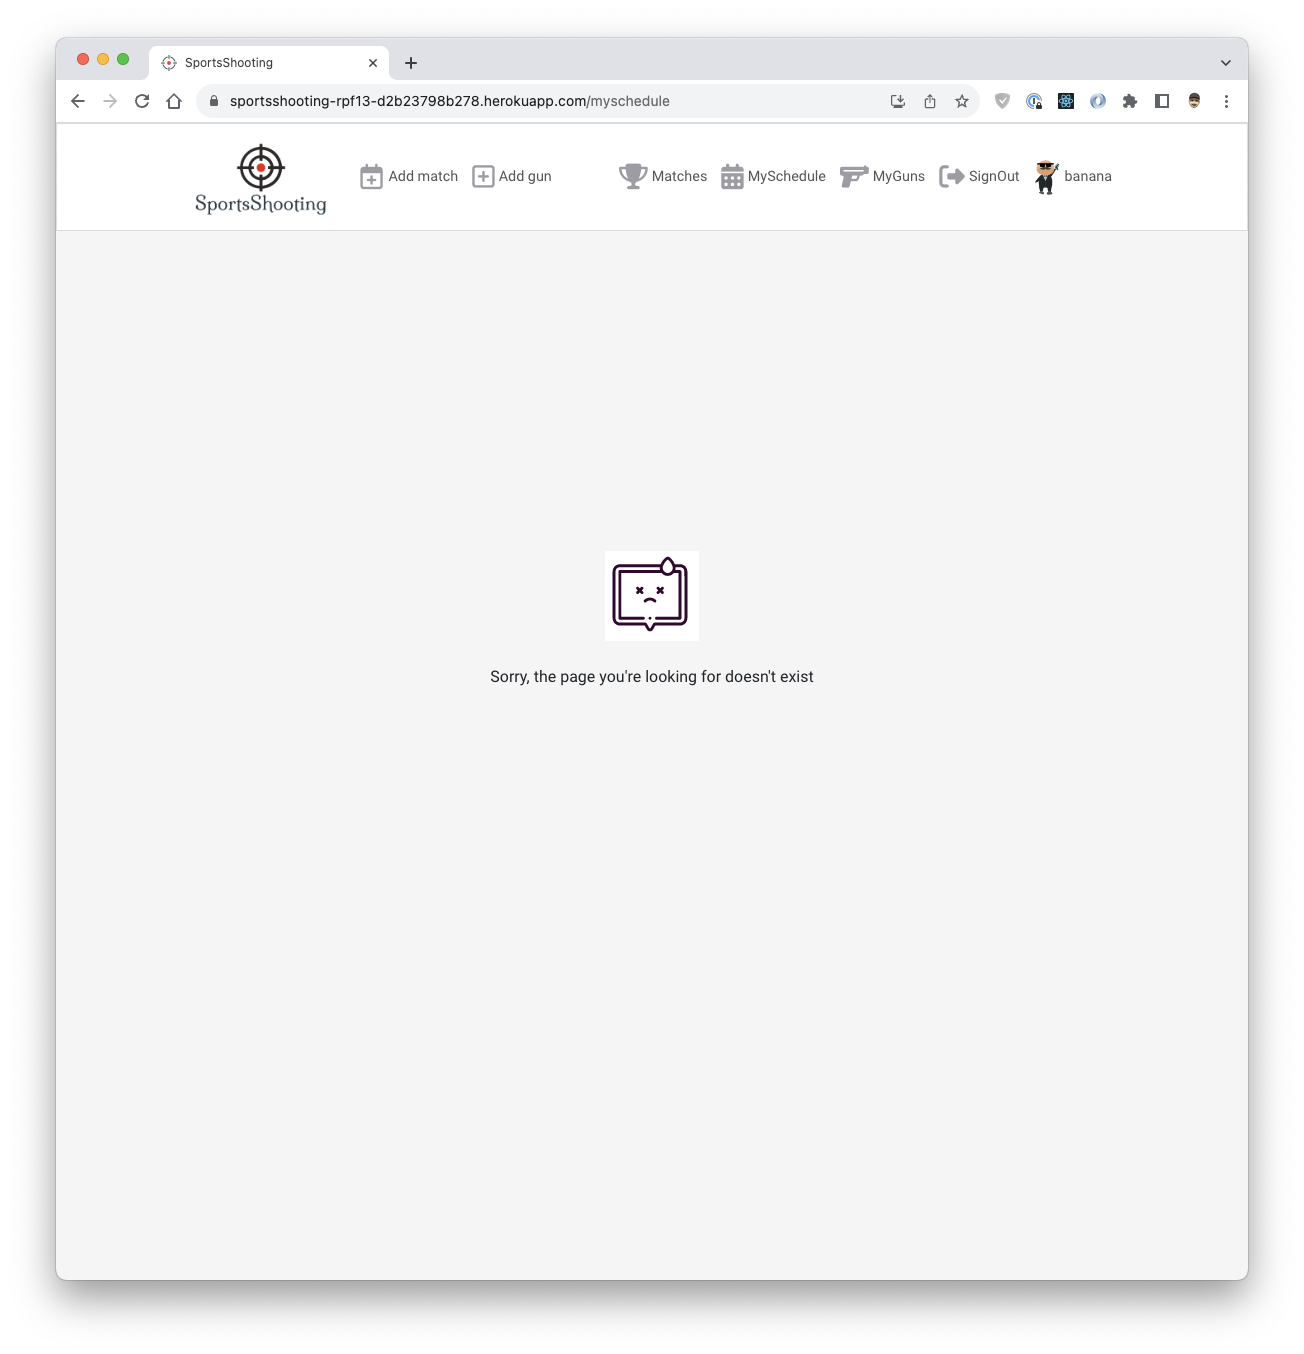 SportsShooting
sportsshooting-rpf13-d2b23798b278.herokuapp.com/myschedule
SportsShooting
Add match
Add gun
Matches
MySchedule
MyGuns
SignOut
banana
Sorry, the page you're looking for doesn't exist